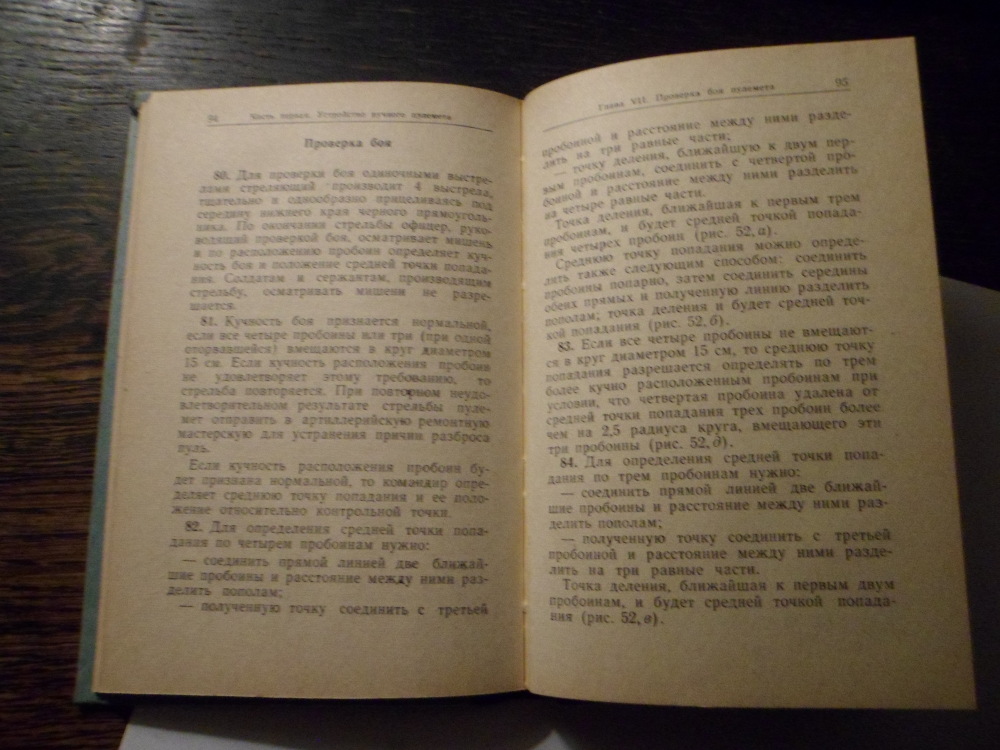 94 Часть первая. Устройство ручного пулемета
Проверка боя
80. Для проверки боя одиночными выстре-
лами стреляющий производит 4 выстрела,
тщательно и однообразно прицеливаясь под
середину нижнего края черного прямоуголь-
ника. По окончании стрельбы офицер, руко-
водящий проверкой боя, осматривает мишень
и по расположению пробоин определяет куч-
ность боя и положение средней точки попада-
ния. Солдатам и сержантам, производящим
стрельбу, осматривать мишени не разре-
шается.
81. Кучность боя признается нормальной,
если все четыре пробоины или три (при одной
оторвавшейся) вмещаются в круг диаметром
15 см. Если кучность расположения пробоин
не удовлетворяет этому требованию, то
стрельба повторяется. При повторном неудо-
влетворительном результате стрельбы пуле-
мет отправить в артиллерийскую ремонтную
мастерскую для устранения причин разброса
пуль.
Если кучность расположения пробоин бу-
дет признана нормальной, то командир опре-
деляет среднюю точку попадания и ее поло-
жение относительно контрольной точки.
82. Для определения средней точки попа-
дания по четырем пробоинам нужно:
— соединить прямой линией две ближай-
шие пробоины и расстояние между ними раз-
делить пополам;
— полученную точку соединить с третьей
Глава VII. Проверка боя пулемета 95
пробоиной и расстояние между ними разде-
лить на три равные части;
— точку деления, ближайшую к двум пер-
вым пробоинам, соединить с четвертой про-
боиной и расстояние между ними разделить
на четыре равные части.
Точка деления, ближайшая к первым трем
пробоинам, и будет средней точкой попада-
ния четырех пробоин (рис. 52, а).
Среднюю точку попадания можно опреде-
лить также следующим способом: соединить
пробоины попарно, затем соединить середины
обеих прямых и полученную линию разделить
пополам; точка деления и будет средней точ-
кой попадания (рис. 52, б).
83. Если все четыре пробоины не вмещают-
ся в круг диаметром 15 см, то среднюю точку
попадания разрешается определять по трем
более кучно расположенным пробоинам при
условии, что четвертая пробоина удалена от
средней точки попадания трех пробоин более
чем на 2,5 радиуса круга, вмещающего эти
три пробоины (рис. 52, д).
84. Для определения средней точки попа-
дания по трем пробоинам нужно:
— соединить прямой линией две ближай-
шие пробоины и расстояние между ними раз-
делить пополам;
— полученную точку соединить с третьей
пробоиной и расстояние между ними разде-
лить на три равные части.
Точка деления, ближайшая к первым двум
пробоинам, и будет средней точкой попада-
ния (рис. 52, в).